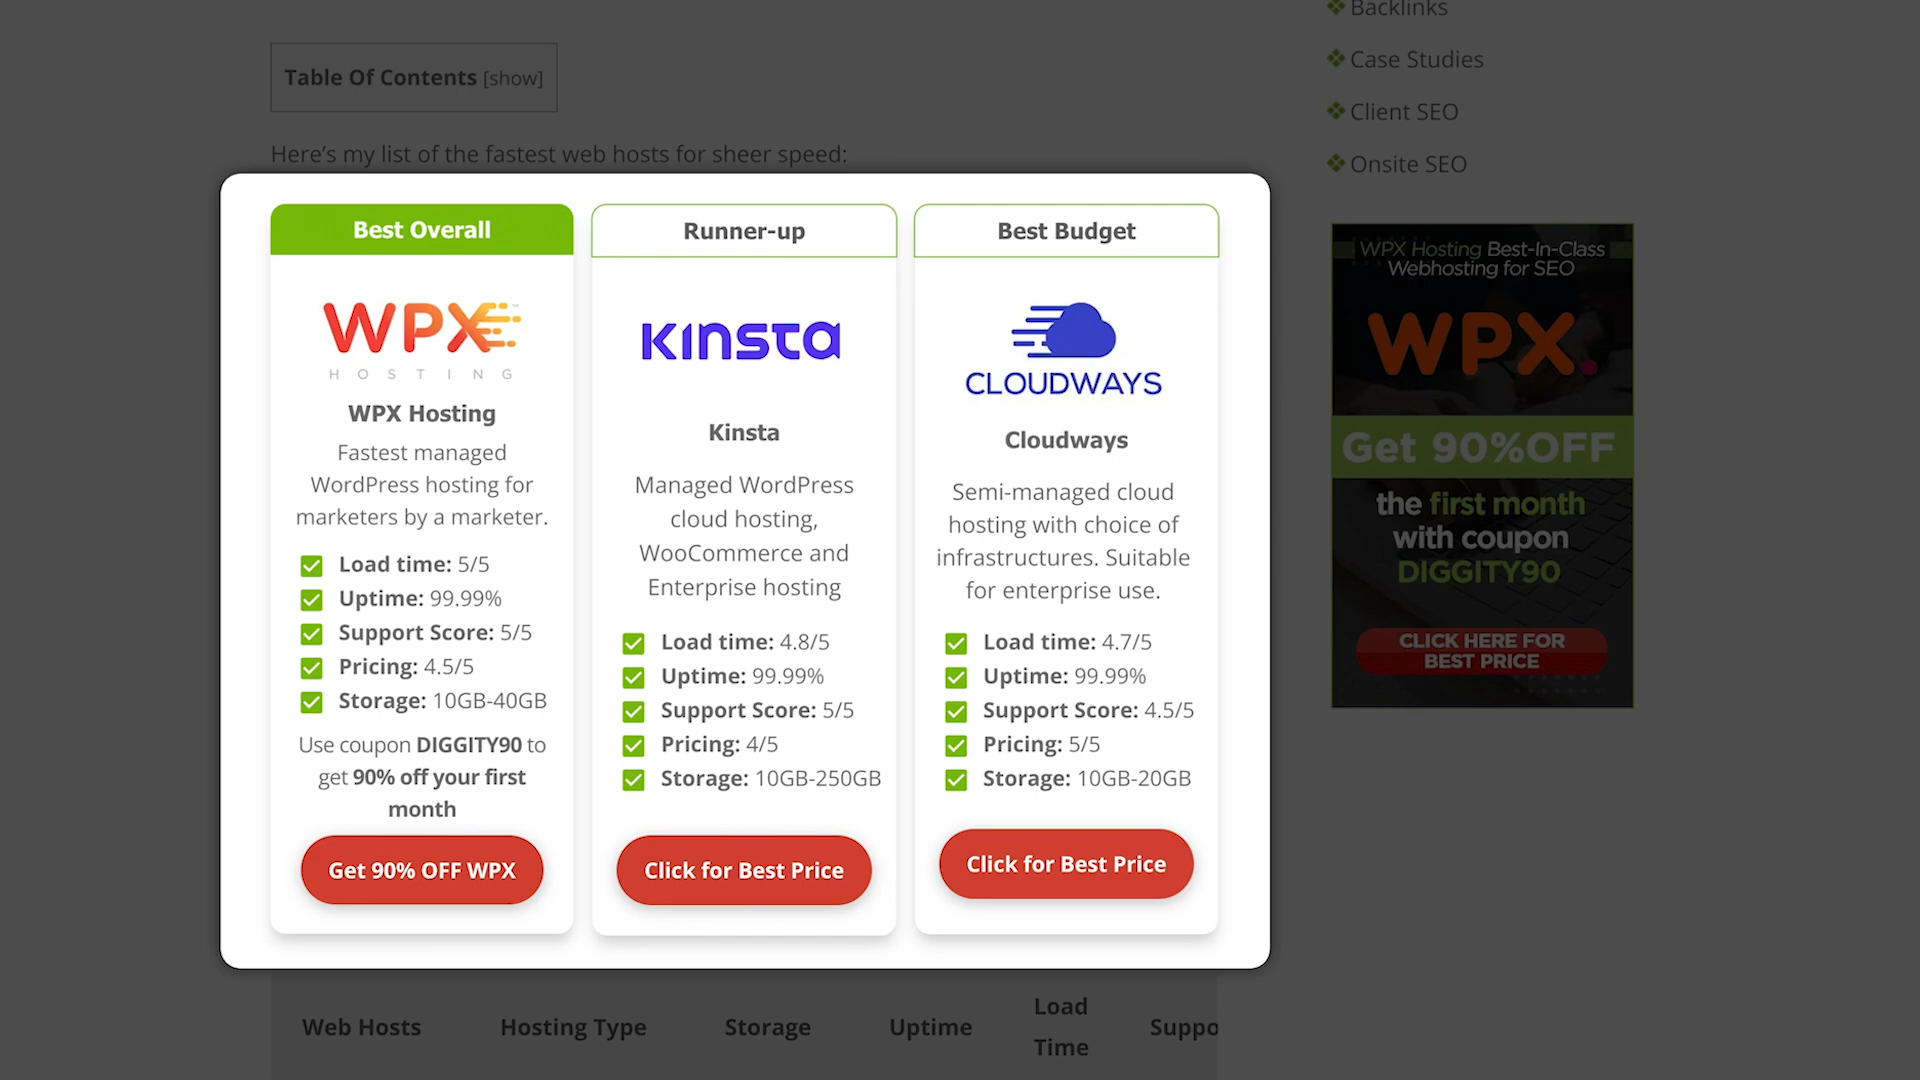 Backlinks
Table Of Contents [show]
Case Studies
Client SEO
Here's my list of the fastest web hosts for sheer speed:
Onsite SEO
Best Overall
WPX
HOSTING
WPX Hosting
Fastest managed
WordPress hosting for
marketers by a marketer.
Load time: 5/5
Uptime: 99.99%
Support Score: 5/5
Pricing: 4.5/5
Storage: 10GB-40GB
Use coupon DIGGITY90 to
get 90% off your first
month
Get 90% OFF WPX
Runner-up
Kinsta
Kinsta
Managed WordPress
cloud hosting,
WooCommerce and
Enterprise hosting
Load time: 4.8/5
Uptime: 99.99%
Support Score: 5/5
Pricing: 4/5
Storage: 10GB-250GB
Click for Best Price
Best Budget
CLOUDWAYS
Cloudways
Semi-managed cloud
hosting with choice of
infrastructures. Suitable
for enterprise use.
Load time: 4.7/5
Uptime: 99.99%
Support Score: 4.5/5
Pricing: 5/5
Storage: 10GB-20GB
Click for Best Price
WPX Hosting Best-In-Class
Webhosting for SEO
WPX.
Get 90%OFF
the first month
with coupon
DIGGITY90
CLICK HERE FOR
BEST PRICE
Web Hosts
Hosting Type
Storage
Uptime
Load
Time
Suppo